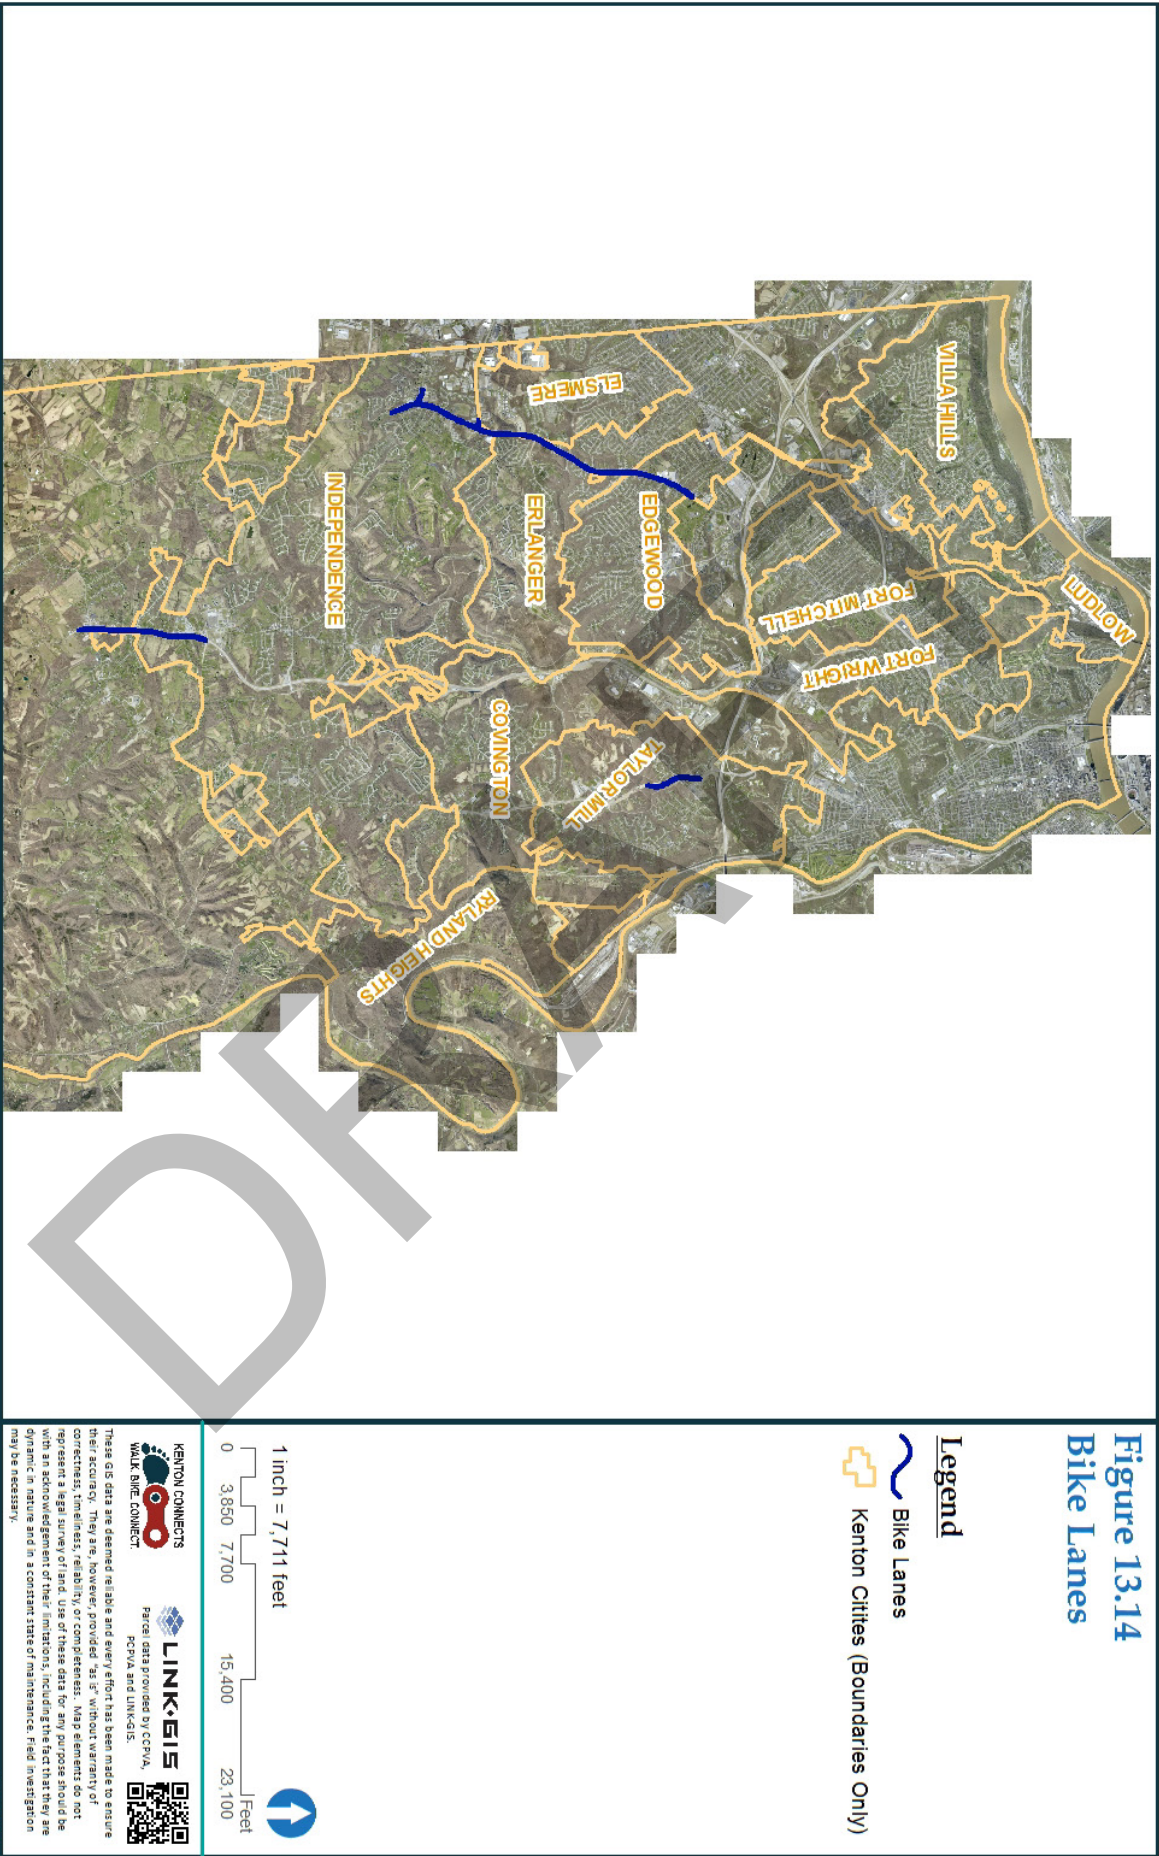 Figure 13.14
Bike Lanes
Legend
Bike Lanes
Kenton Citites (Boundaries Only)
1 inch = 7,711 feet
0 3,850 7,700 15,400 23,100
Feet
KENTON CONNECTS
WALK. BIKE. CONNECT.
LINK•GIS
Parcel data provided by CCPVA,
PCPVA and LINK-GIS.
These GIS data are deemed reliable and every effort has been made to ensure
their accuracy. They are, however, provided "as is" without warranty of
correctness, timeliness, reliability, or completeness. Map elements do not
represent a legal survey of land. Use of these data for any purpose should be
with an acknowledgement of their limitations, including the fact that they are
dynamic in nature and in a constant state of maintenance. Field investigation
may be necessary.
VILLA HILLS
LUDLOW
FORT MITCHELL
FORT WRIGHT
ELSMERE
EDGEWOOD
ERLANGER
TAYLOR MILL
COVINGTON
INDEPENDENCE
RYLAND HEIGHTS
DRAFT